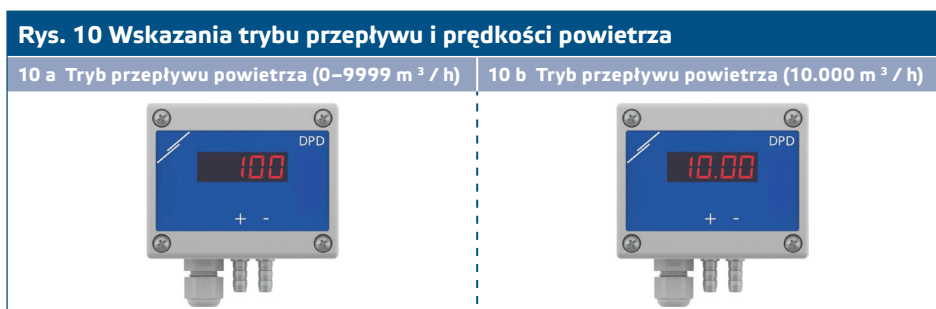 Rys. 10 Wskazania trybu przepływu i prędkości powietrza
10 a Tryb przepływu powietrza (0–9999 m ³ / h)
10 b Tryb przepływu powietrza (10.000 m ³ / h)
DPD
100
+ -
DPD
10.00
+ -